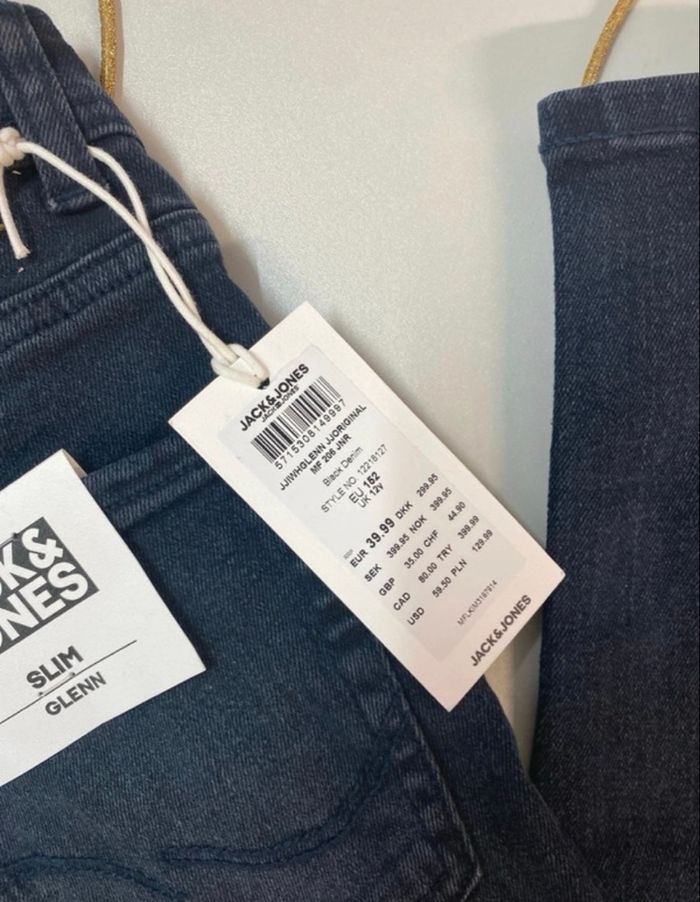 JACK&JONES
JACK&JONES
5715308149997
JJIWHGLENN JJORIGINAL
MF 206 JNR
Black Denim
STYLE NO. 12218127
EU 152
UK 12Y
EUR 39.99 DKK 299.95
SEK 399.95 NOK 399.95
GBP 35.00 CHF 44.90
CAD 80.00 TRY 399.99
USD 59.50 PLN 129.99
JACK&JONES
K&
ONES
SLIM
GLENN